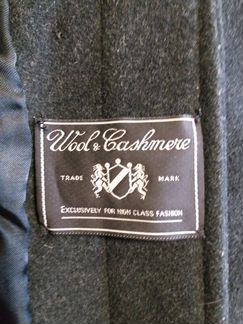 Wool & Cashmere
TRADE MARK
EXCLUSIVELY FOR HIGH CLASS FASHION